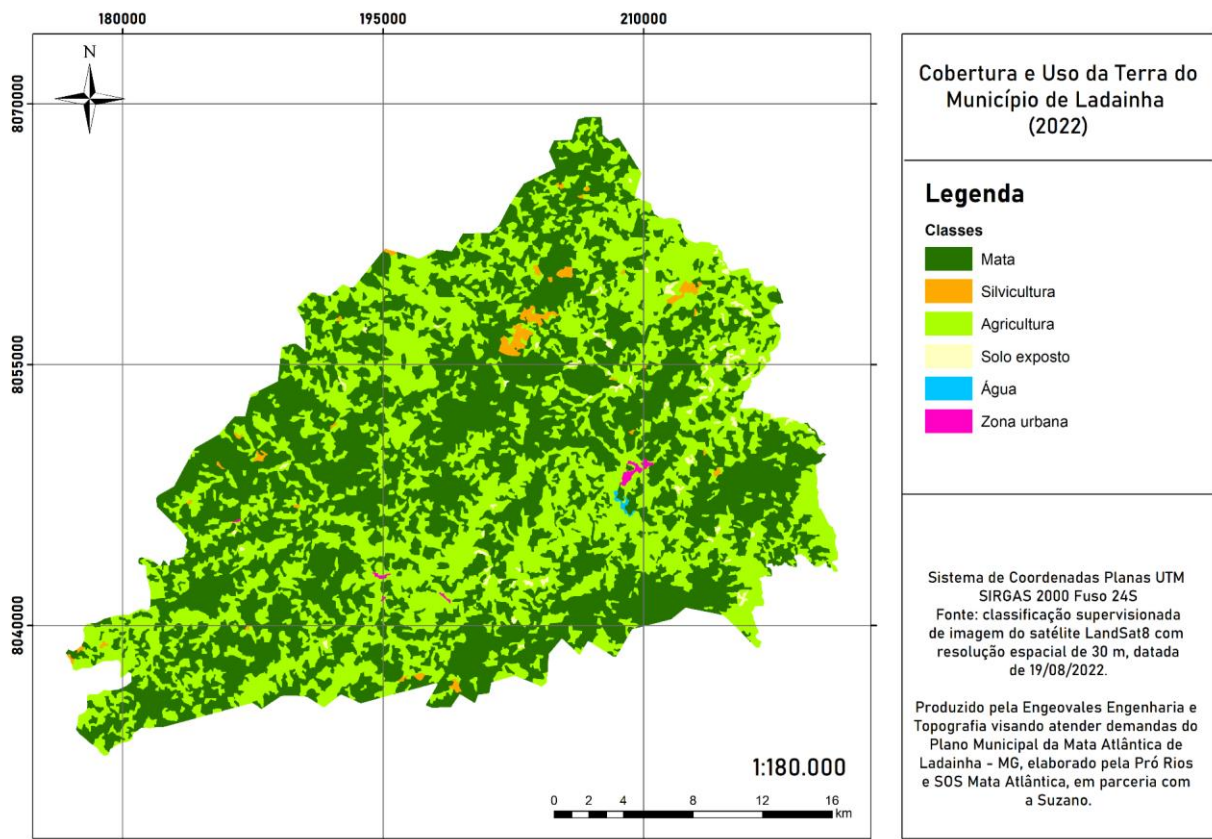 180000
195000
210000
N
8070000
8055000
8040000
1:180.000
0 2 4 8 12 16
km
Cobertura e Uso da Terra do
Município de Ladainha
(2022)
Legenda
Classes
Mata
Silvicultura
Agricultura
Solo exposto
Água
Zona urbana
Sistema de Coordenadas Planas UTM
SIRGAS 2000 Fuso 24S
Fonte: classificação supervisionada
de imagem do satélite LandSat8 com
resolução espacial de 30 m, datada
de 19/08/2022.
Produzido pela Engeovales Engenharia e
Topografia visando atender demandas do
Plano Municipal da Mata Atlântica de
Ladainha - MG, elaborado pela Pró Rios
e SOS Mata Atlântica, em parceria com
a Suzano.